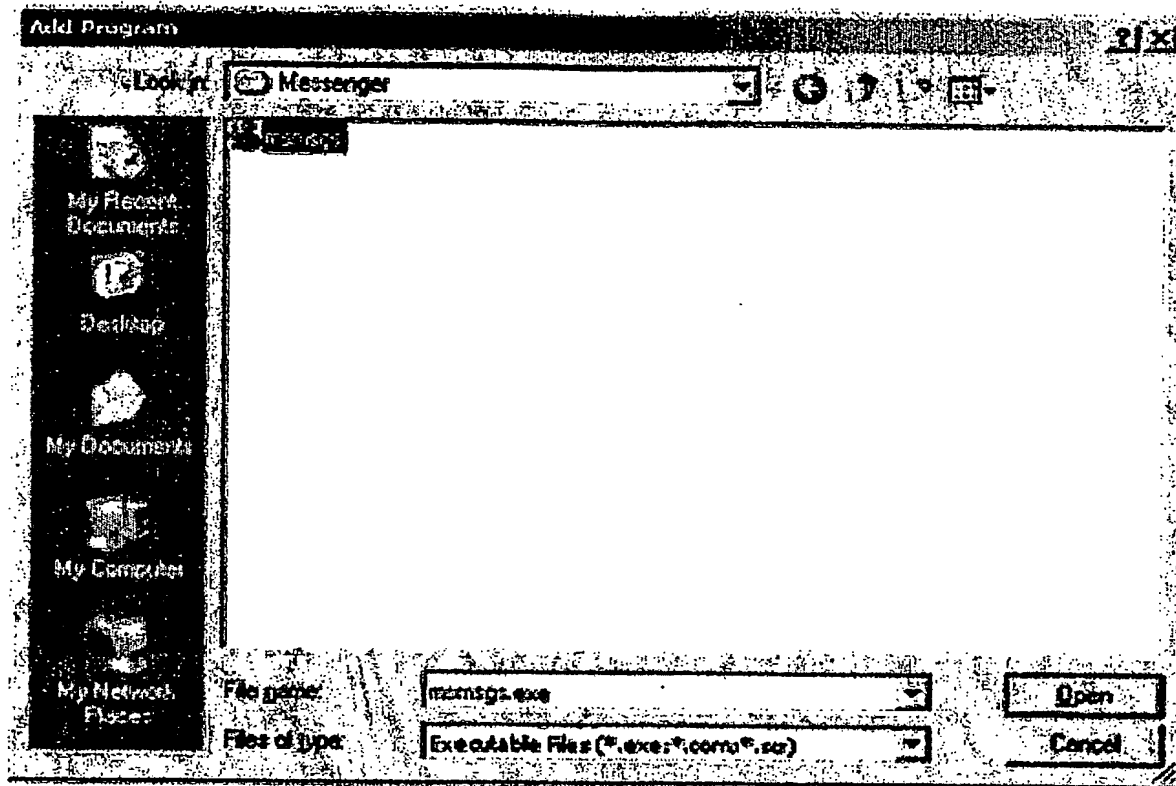 Add Program
Look in: Messenger
msmsgs
My Recent
Documents
Desktop
My Documents
My Computer
My Network
Places
File name: msmsgs.exe
Files of type: Executable Files (*.exe;*.com;*.scr)
Open
Cancel